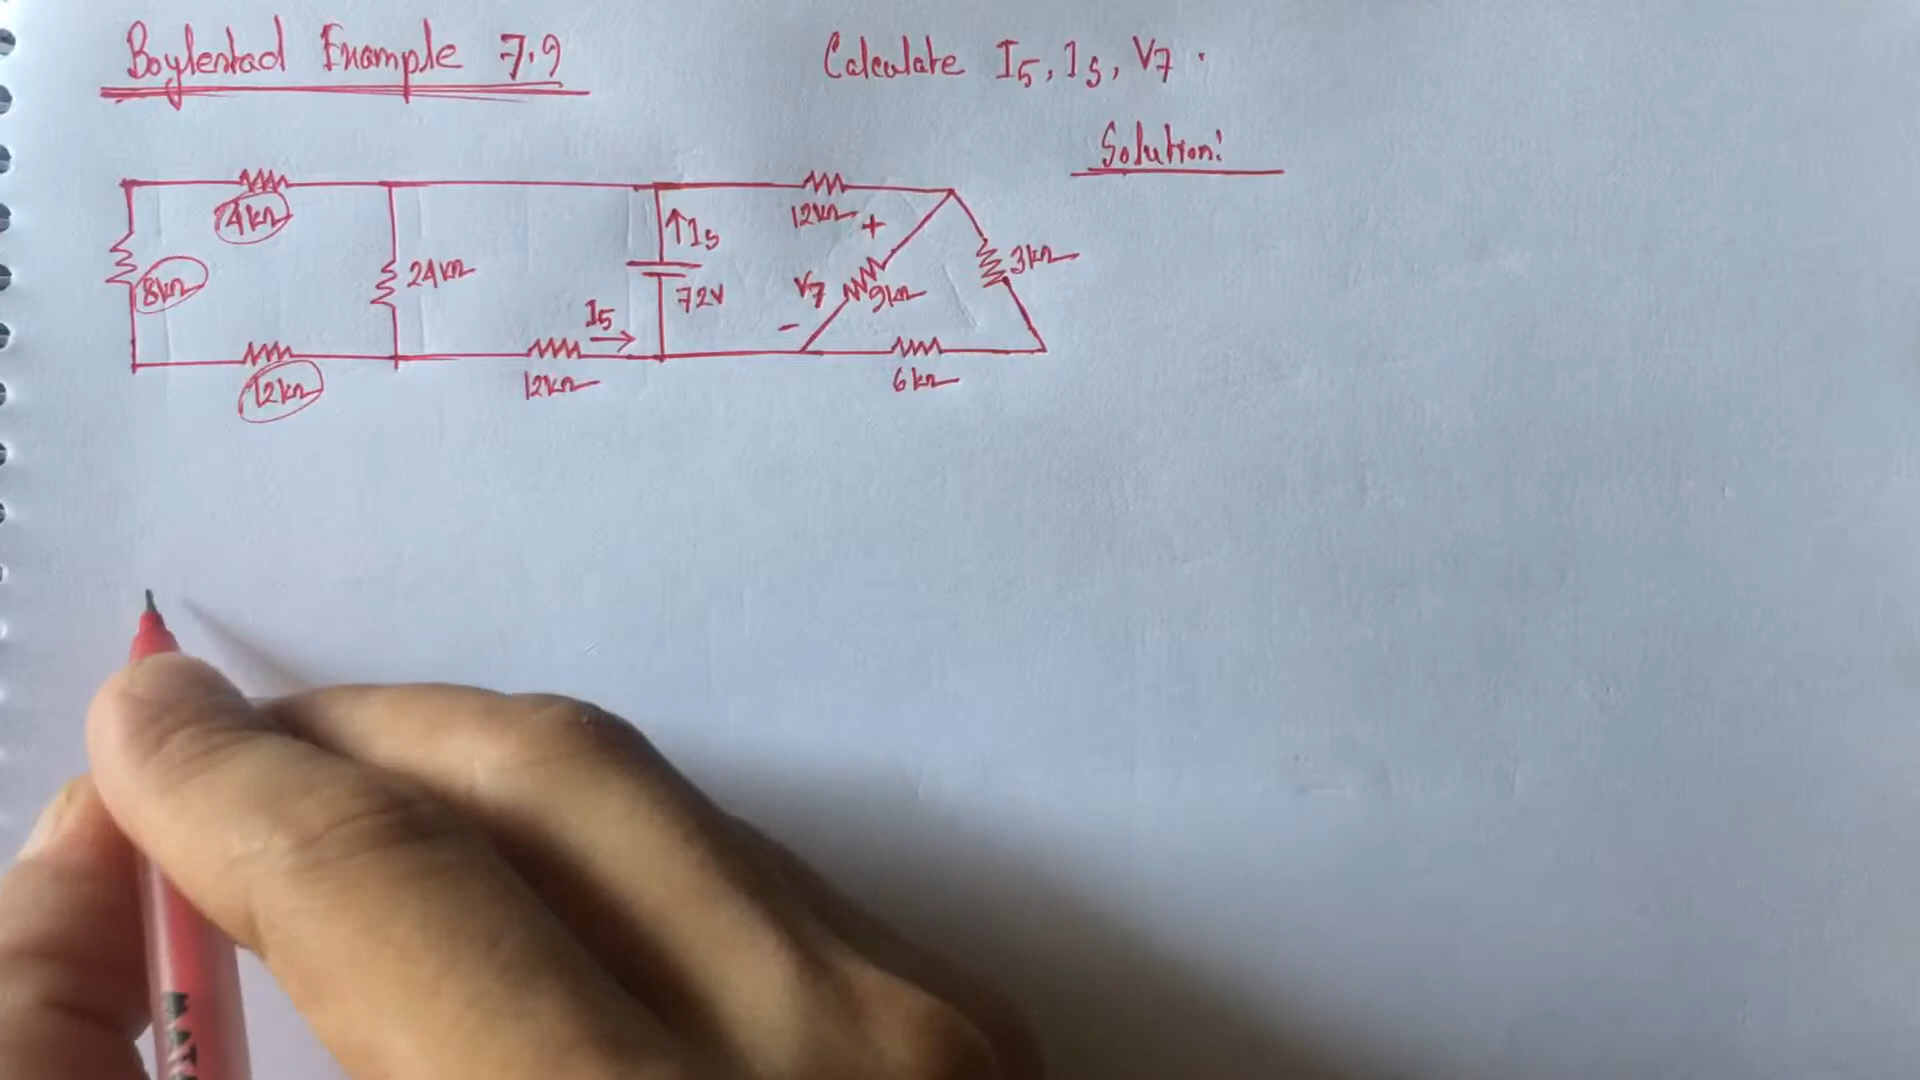 Boylestad Example 7.9
Calculate I5, Is, V7.
Solution:
4kΩ
12kΩ
+
↑Is
8kΩ
24kΩ
3kΩ
72V
V7
9kΩ
I5
-
12kΩ
12kΩ
6kΩ
MAT